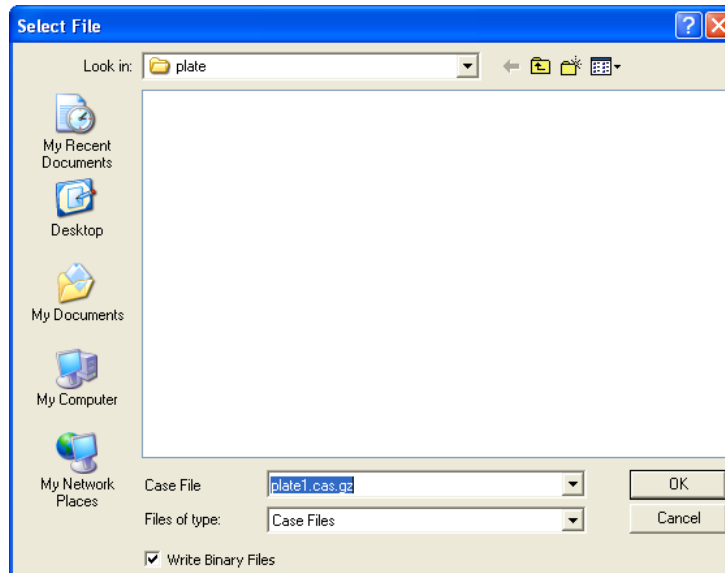 Select File
Look in:
plate
My Recent
Documents
Desktop
My Documents
My Computer
My Network
Places
Case File
plate1.cas.gz
OK
Files of type:
Case Files
Cancel
Write Binary Files